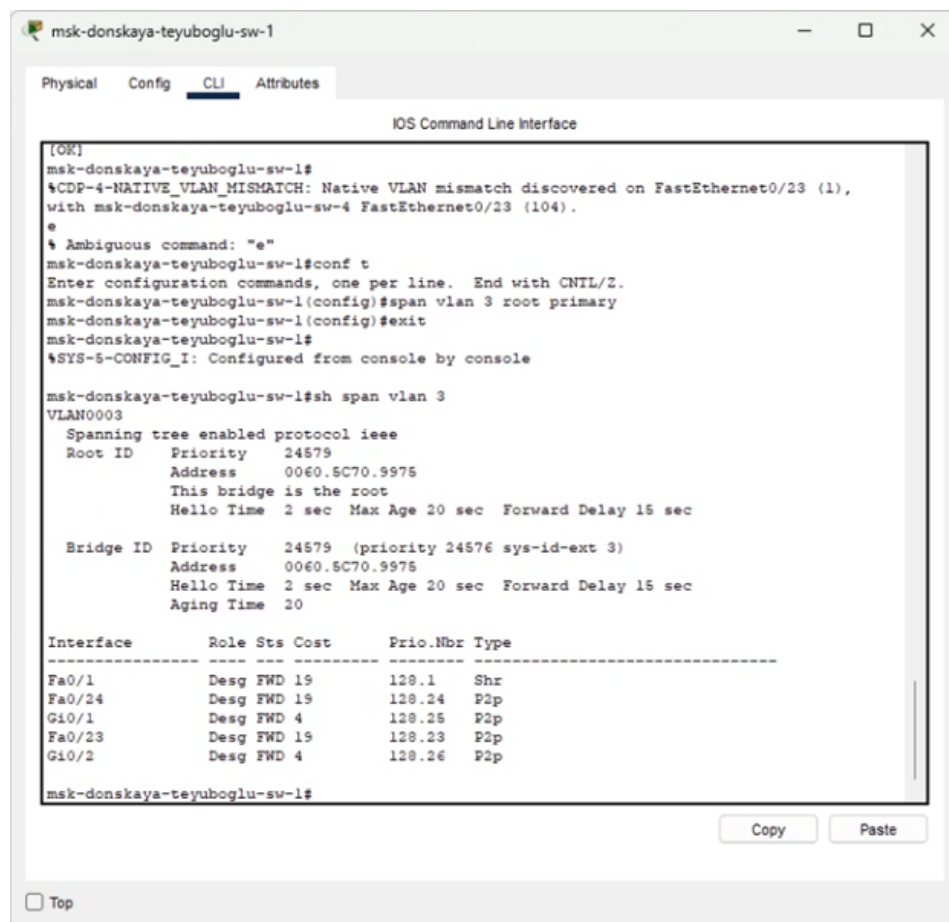 msk-donskaya-teyuboglu-sw-1
Physical Config CLI Attributes
IOS Command Line Interface
[OK]
msk-donskaya-teyuboglu-sw-1#
%CDP-4-NATIVE_VLAN_MISMATCH: Native VLAN mismatch discovered on FastEthernet0/23 (1),
with msk-donskaya-teyuboglu-sw-4 FastEthernet0/23 (104).
e
% Ambiguous command: "e"
msk-donskaya-teyuboglu-sw-1#conf t
Enter configuration commands, one per line.  End with CNTL/Z.
msk-donskaya-teyuboglu-sw-1(config)#span vlan 3 root primary
msk-donskaya-teyuboglu-sw-1(config)#exit
msk-donskaya-teyuboglu-sw-1#
%SYS-5-CONFIG_I: Configured from console by console
msk-donskaya-teyuboglu-sw-1#sh span vlan 3
VLAN0003
  Spanning tree enabled protocol ieee
  Root ID    Priority    24579
             Address     0060.5C70.9975
             This bridge is the root
             Hello Time  2 sec  Max Age 20 sec  Forward Delay 15 sec
  Bridge ID  Priority    24579  (priority 24576 sys-id-ext 3)
             Address     0060.5C70.9975
             Hello Time  2 sec  Max Age 20 sec  Forward Delay 15 sec
             Aging Time  20
Interface        Role Sts Cost      Prio.Nbr Type
---------------- ---- --- --------- -------- --------------------------------
Fa0/1            Desg FWD 19        128.1    Shr
Fa0/24           Desg FWD 19        128.24   P2p
Gi0/1            Desg FWD 4         128.25   P2p
Fa0/23           Desg FWD 19        128.23   P2p
Gi0/2            Desg FWD 4         128.26   P2p
msk-donskaya-teyuboglu-sw-1#
Copy Paste
Top